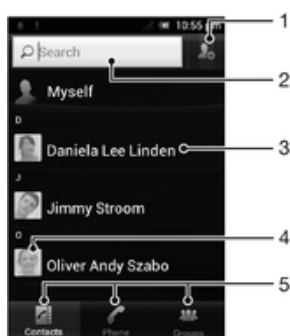 10:55 pm
1
Search
2
Myself
D
Daniela Lee Linden
3
J
Jimmy Stroom
O
4
Oliver Andy Szabo
5
Contacts
Phone
Groups